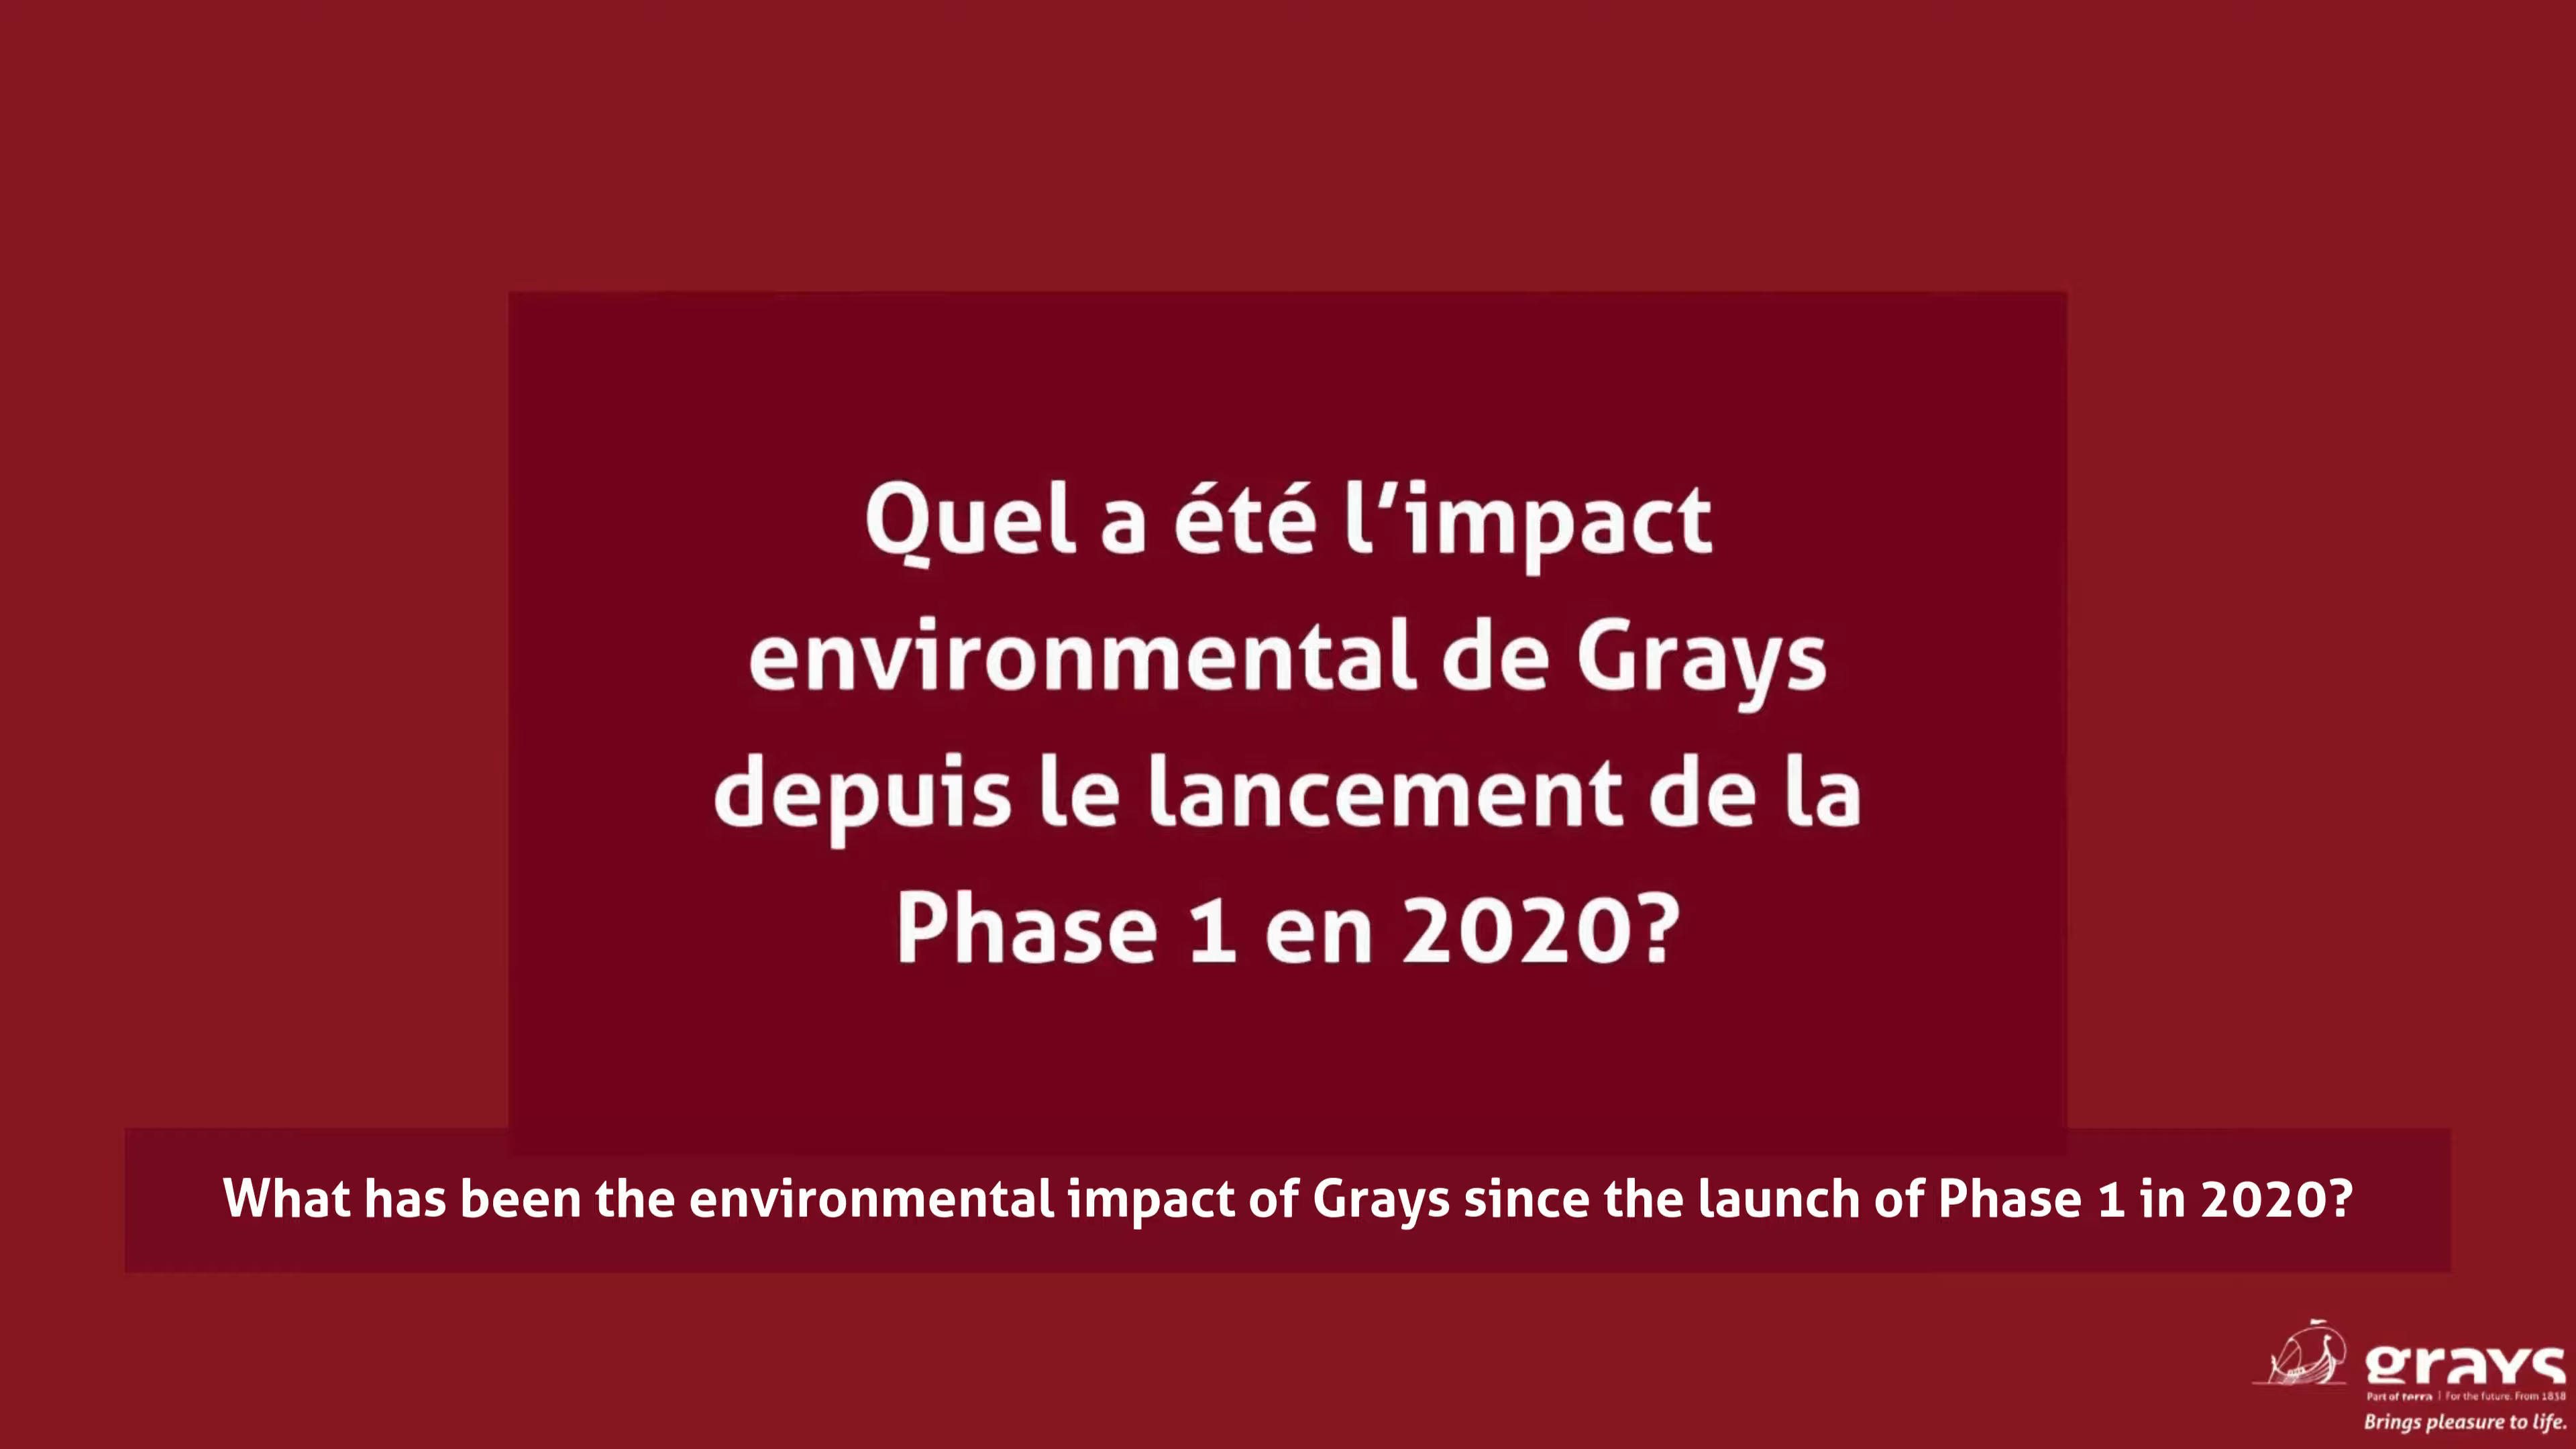 Quel a été l’impact
environmental de Grays
depuis le lancement de la
Phase 1 en 2020?
What has been the environmental impact of Grays since the launch of Phase 1 in 2020?
grays
Part of terra | For the future. From 1838
Brings pleasure to life.